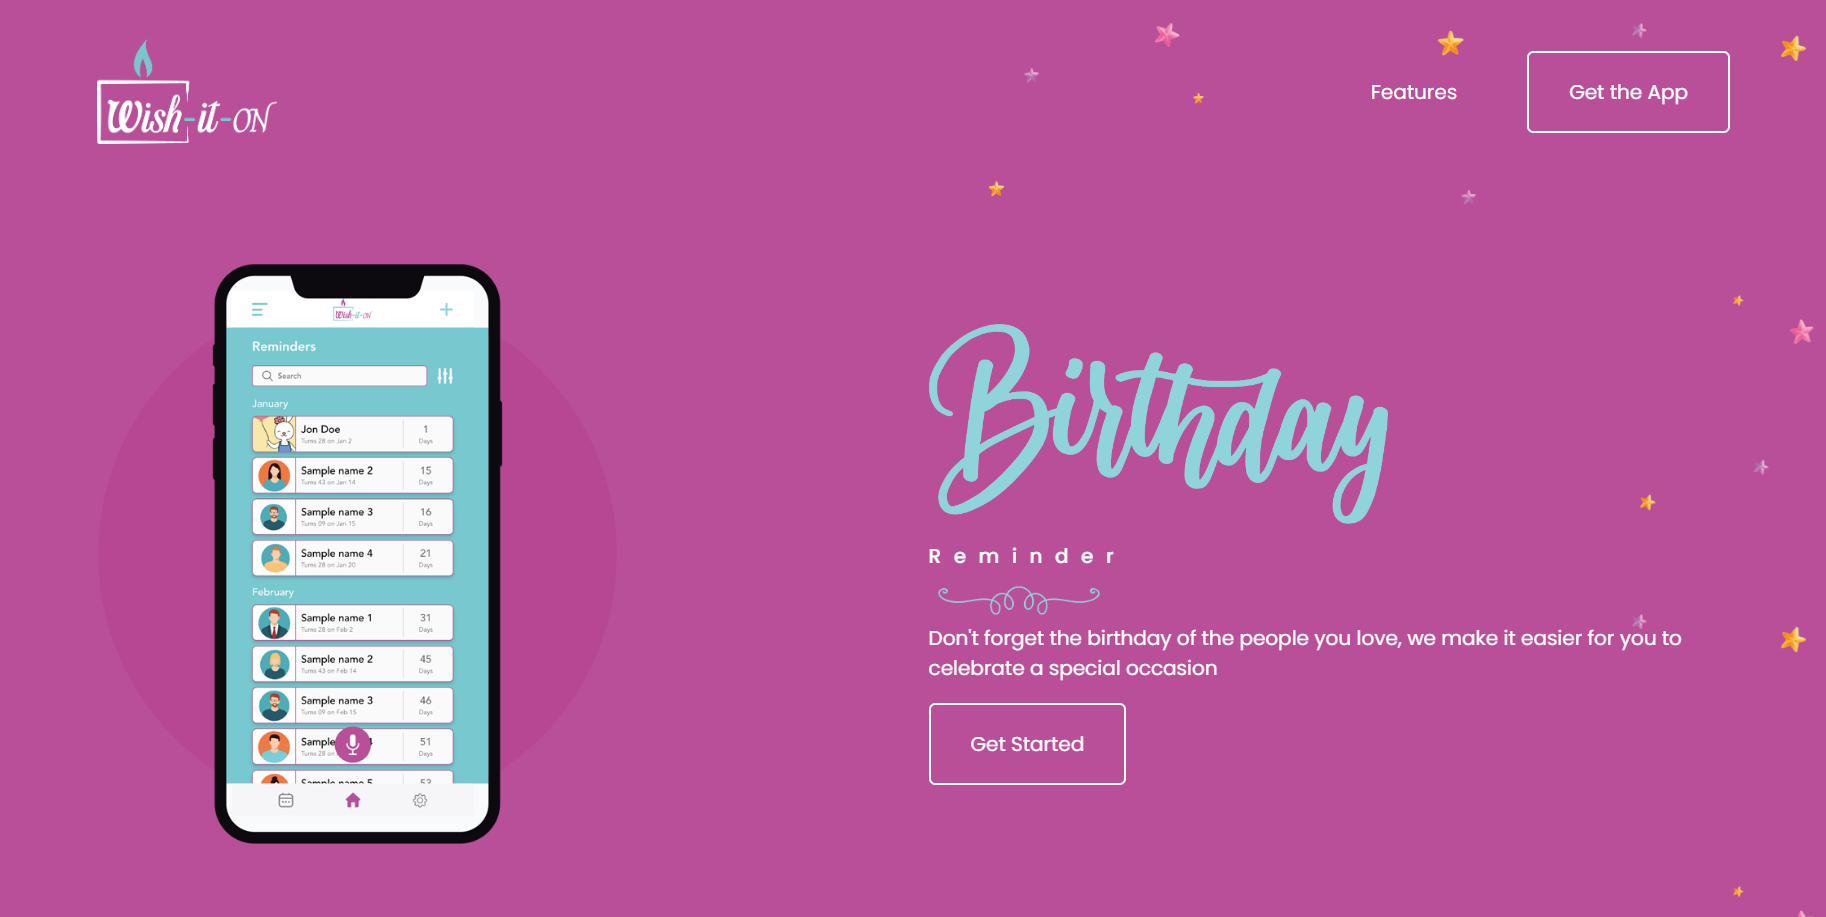 Wish-it-ON
Features
Get the App
Wish-it-ON
Reminders
Search
January
Jon Doe
Turns 28 on Jan 2
1
Days
Sample name 2
Turns 43 on Jan 14
15
Days
Sample name 3
Turns 09 on Jan 15
16
Days
Sample name 4
Turns 28 on Jan 20
21
Days
February
Sample name 1
Turns 28 on Feb 2
31
Days
Sample name 2
Turns 43 on Feb 14
45
Days
Sample name 3
Turns 09 on Feb 15
46
Days
Sample 4
Turns 28 on
51
Days
Sample name 5
53
Birthday
Reminder
Don't forget the birthday of the people you love, we make it easier for you to
celebrate a special occasion
Get Started